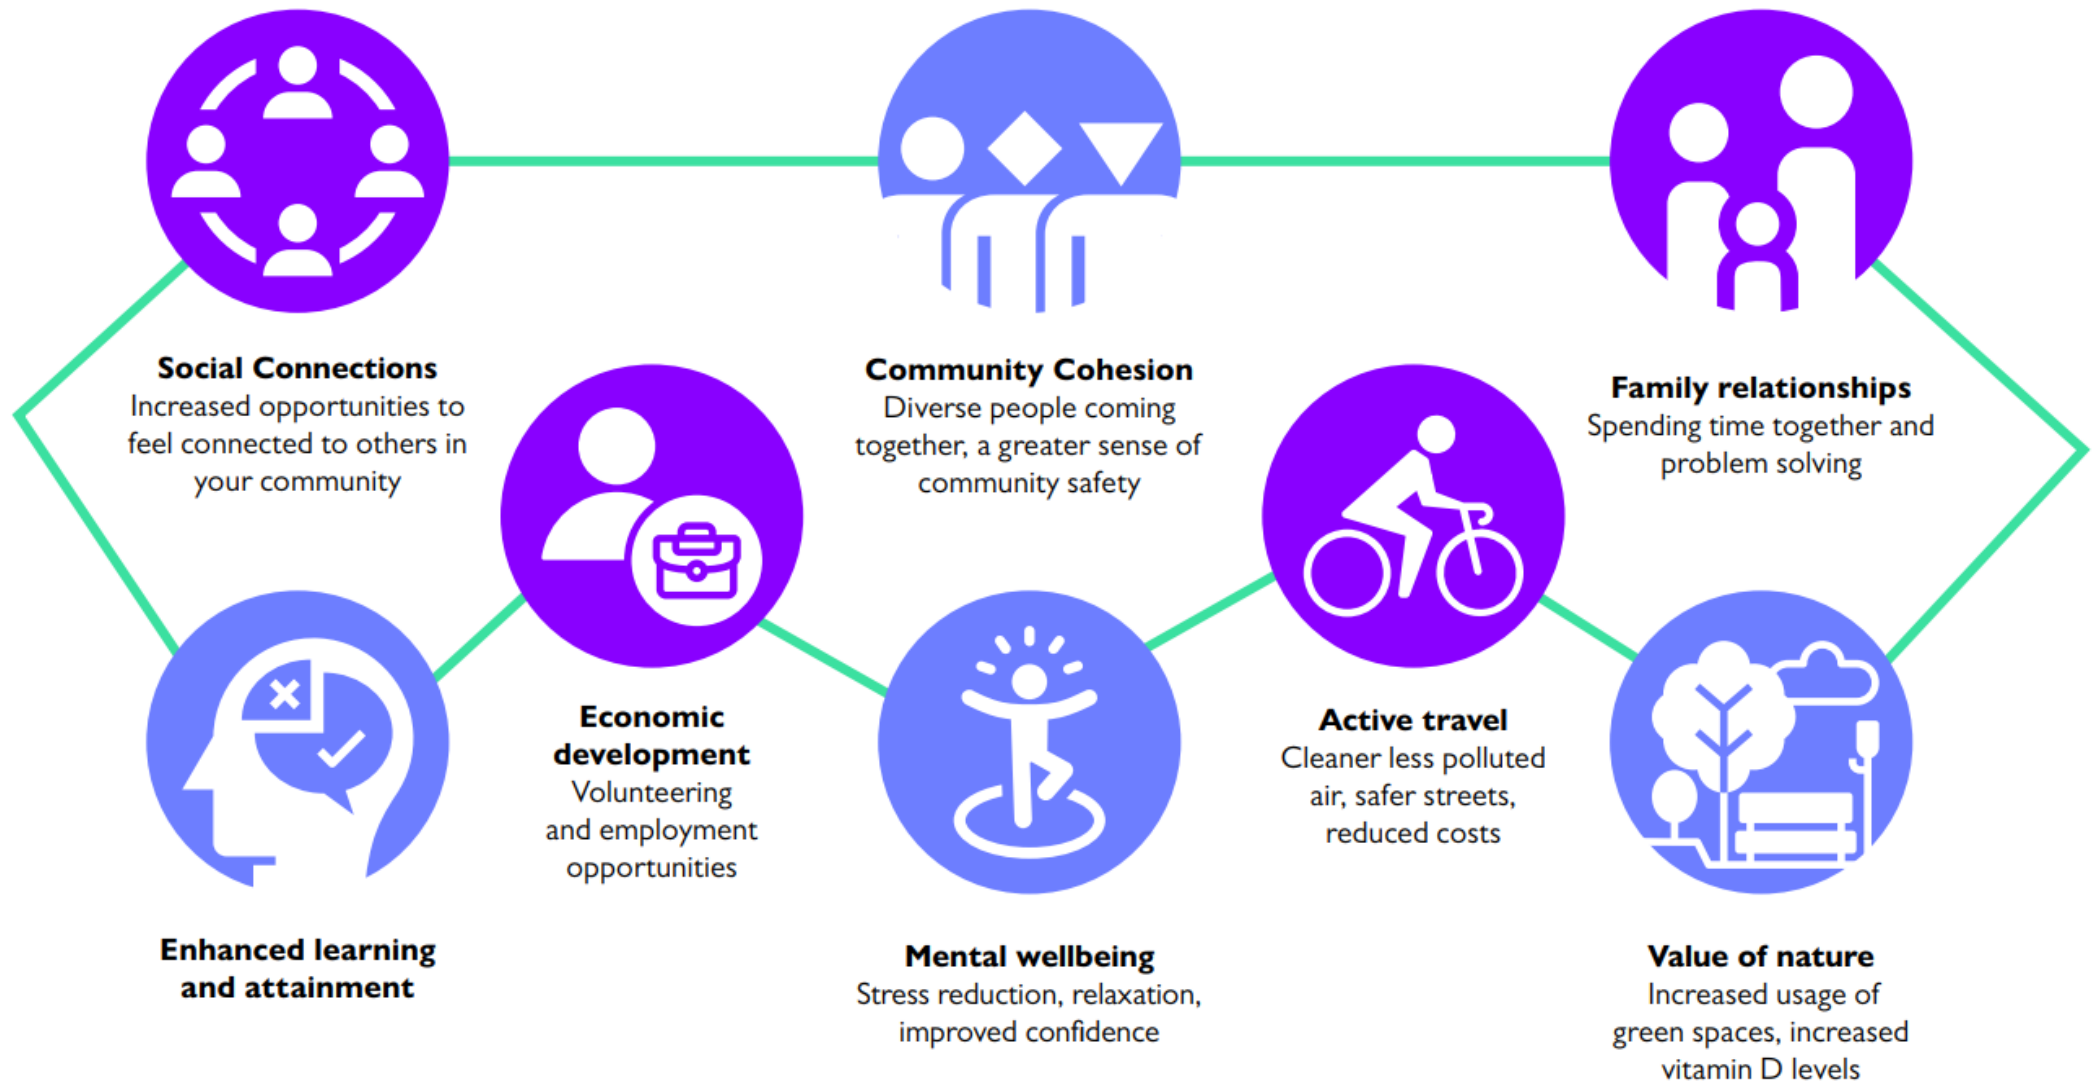 Social Connections
Increased opportunities to
feel connected to others in
your community
Community Cohesion
Diverse people coming
together, a greater sense of
community safety
Family relationships
Spending time together and
problem solving
Economic
development
Volunteering
and employment
opportunities
Active travel
Cleaner less polluted
air, safer streets,
reduced costs
Enhanced learning
and attainment
Mental wellbeing
Stress reduction, relaxation,
improved confidence
Value of nature
Increased usage of
green spaces, increased
vitamin D levels